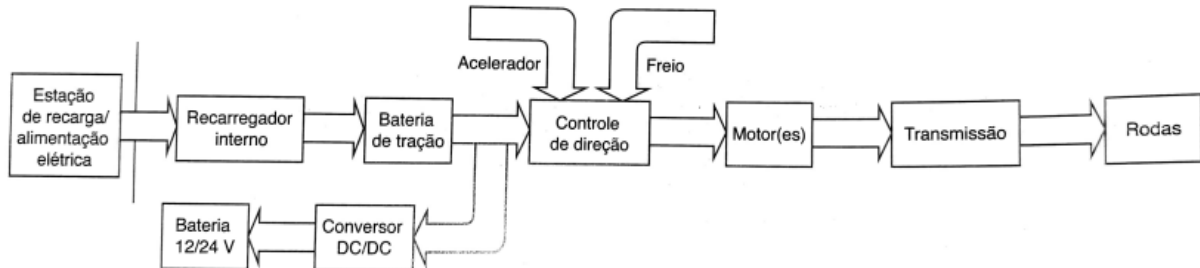 Acelerador
Freio
Estação
de recarga/
alimentação
elétrica
Recarregador
interno
Bateria
de tração
Controle
de direção
Motor(es)
Transmissão
Rodas
Bateria
12/24 V
Conversor
DC/DC